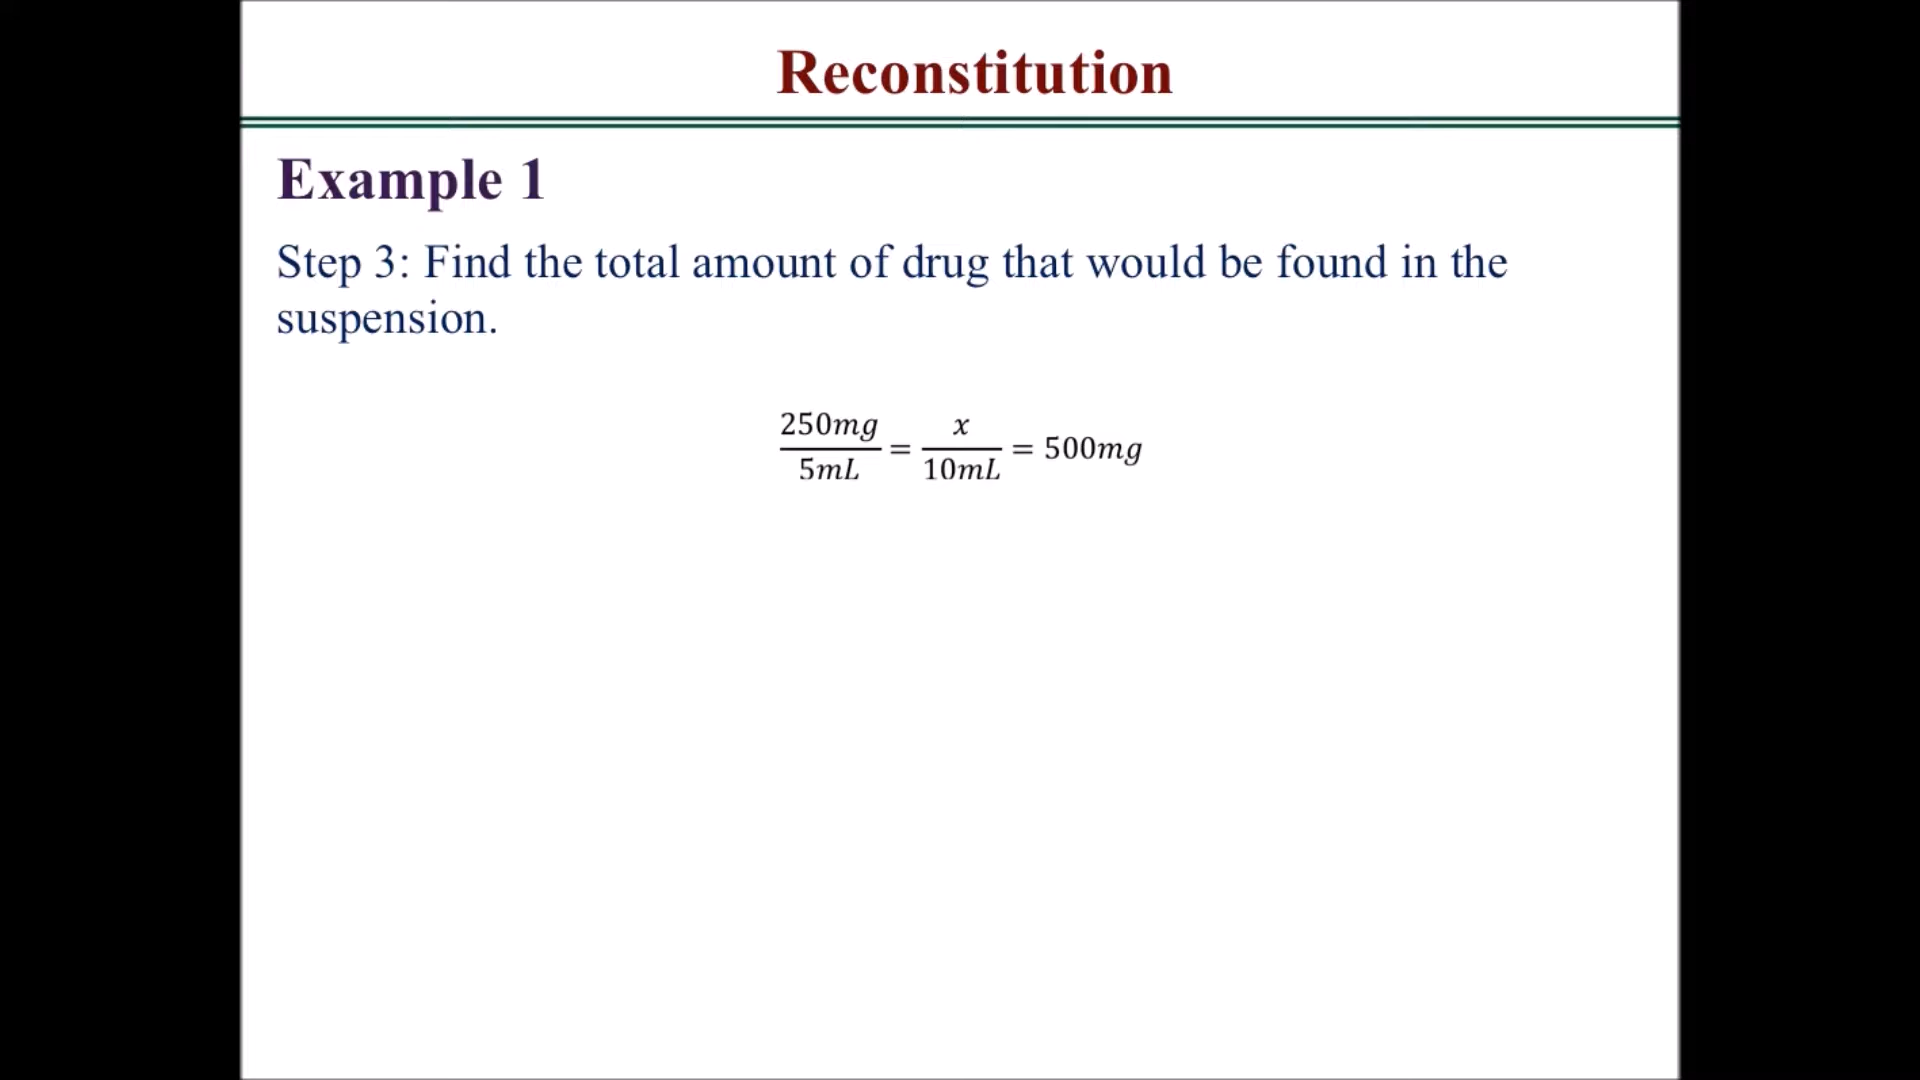 Reconstitution
Example 1
Step 3: Find the total amount of drug that would be found in the
suspension.
250mg/5mL = x/10mL = 500mg